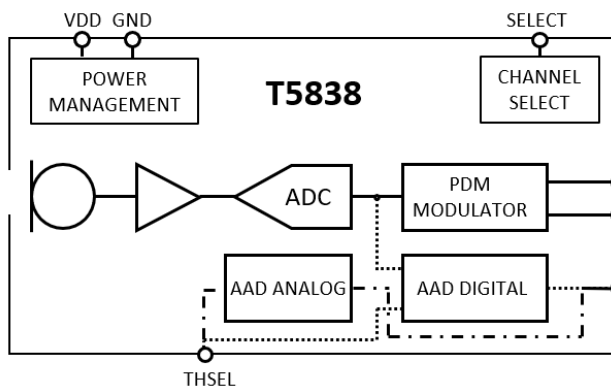 VDD GND
SELECT
POWER
MANAGEMENT
T5838
CHANNEL
SELECT
ADC
PDM
MODULATOR
AAD ANALOG
AAD DIGITAL
THSEL